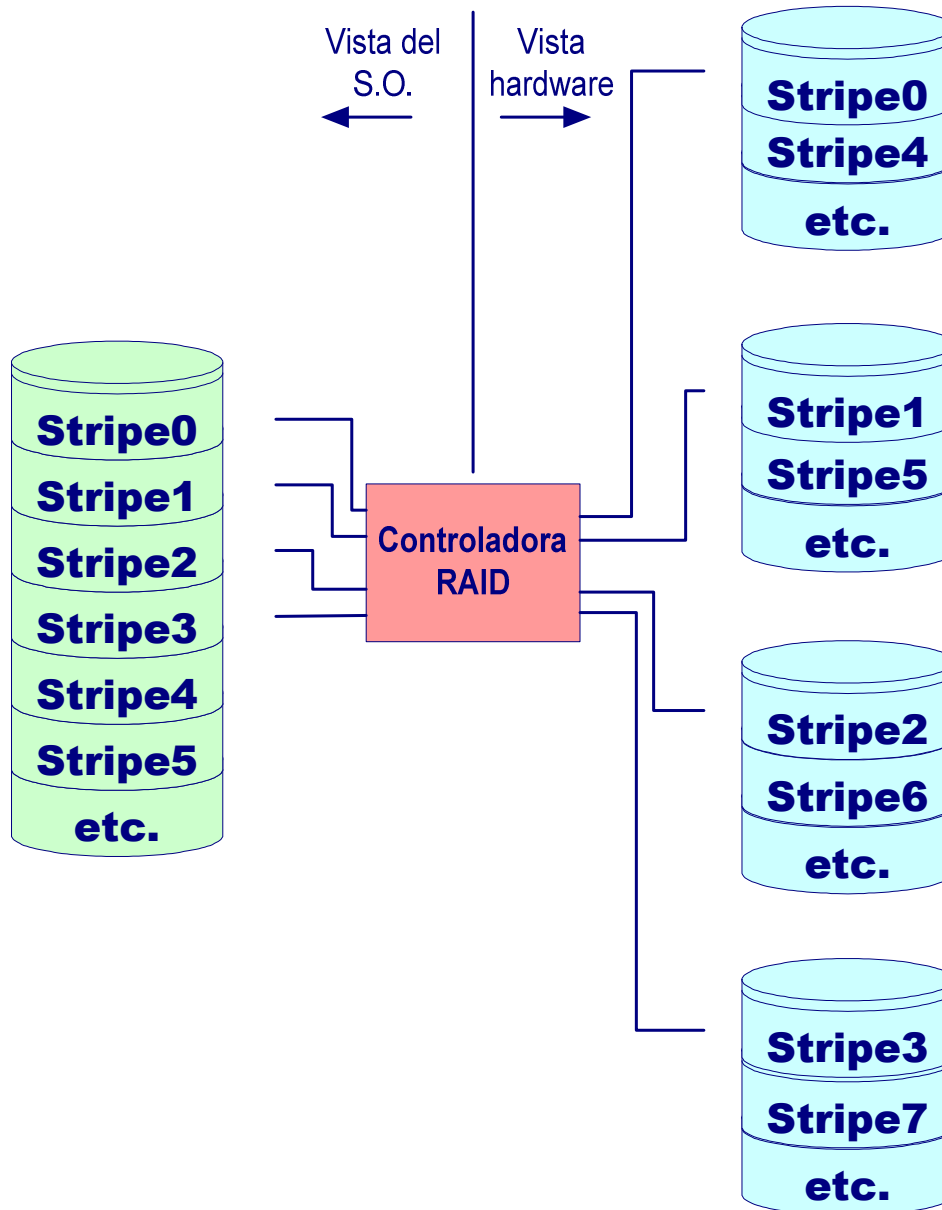 Vista del
S.O.
Vista
hardware
Stripe0
Stripe1
Stripe2
Stripe3
Stripe4
Stripe5
etc.
Controladora
RAID
Stripe0
Stripe4
etc.
Stripe1
Stripe5
etc.
Stripe2
Stripe6
etc.
Stripe3
Stripe7
etc.